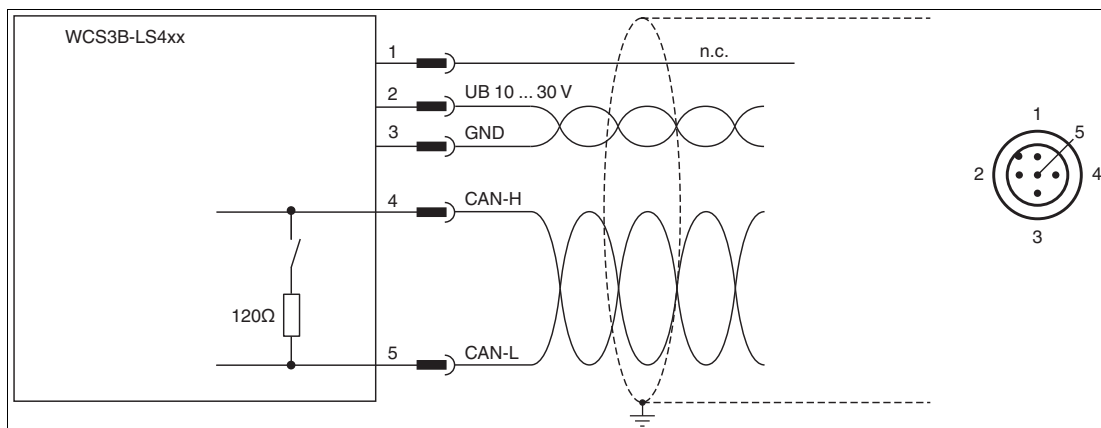 WCS3B-LS4xx
1
n.c.
2
UB 10 ... 30 V
3
GND
4
CAN-H
120Ω
5
CAN-L
1
5
2
4
3